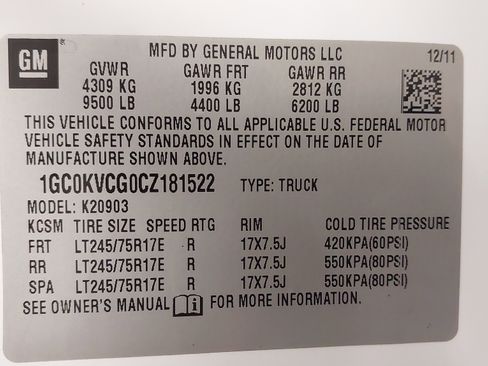 GM ® MFD BY GENERAL MOTORS LLC 12/11
GVWR GAWR FRT GAWR RR
4309 KG 1996 KG 2812 KG
9500 LB 4400 LB 6200 LB
THIS VEHICLE CONFORMS TO ALL APPLICABLE U.S. FEDERAL MOTOR
VEHICLE SAFETY STANDARDS IN EFFECT ON THE DATE OF
MANUFACTURE SHOWN ABOVE.
1GC0KVCG0CZ181522 TYPE: TRUCK
MODEL: K20903
KCSM TIRE SIZE SPEED RTG RIM COLD TIRE PRESSURE
FRT LT245/75R17E R 17X7.5J 420KPA(60PSI)
RR LT245/75R17E R 17X7.5J 550KPA(80PSI)
SPA LT245/75R17E R 17X7.5J 550KPA(80PSI)
SEE OWNER'S MANUAL i FOR MORE INFORMATION.